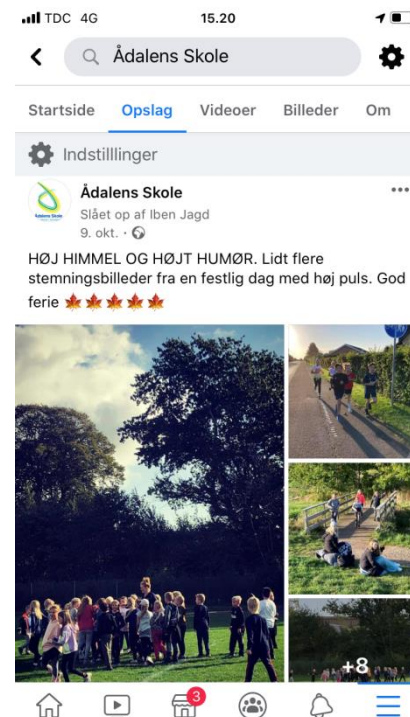 TDC 4G 15.20
Ådalens Skole
Startside Opslag Videoer Billeder Om
Indstilllinger
Ådalens Skole
Slået op af Iben Jagd
9. okt. ·
HØJ HIMMEL OG HØJT HUMØR. Lidt flere
stemningsbilleder fra en festlig dag med høj puls. God
ferie 🍁🍁🍁🍁🍁
+8
3